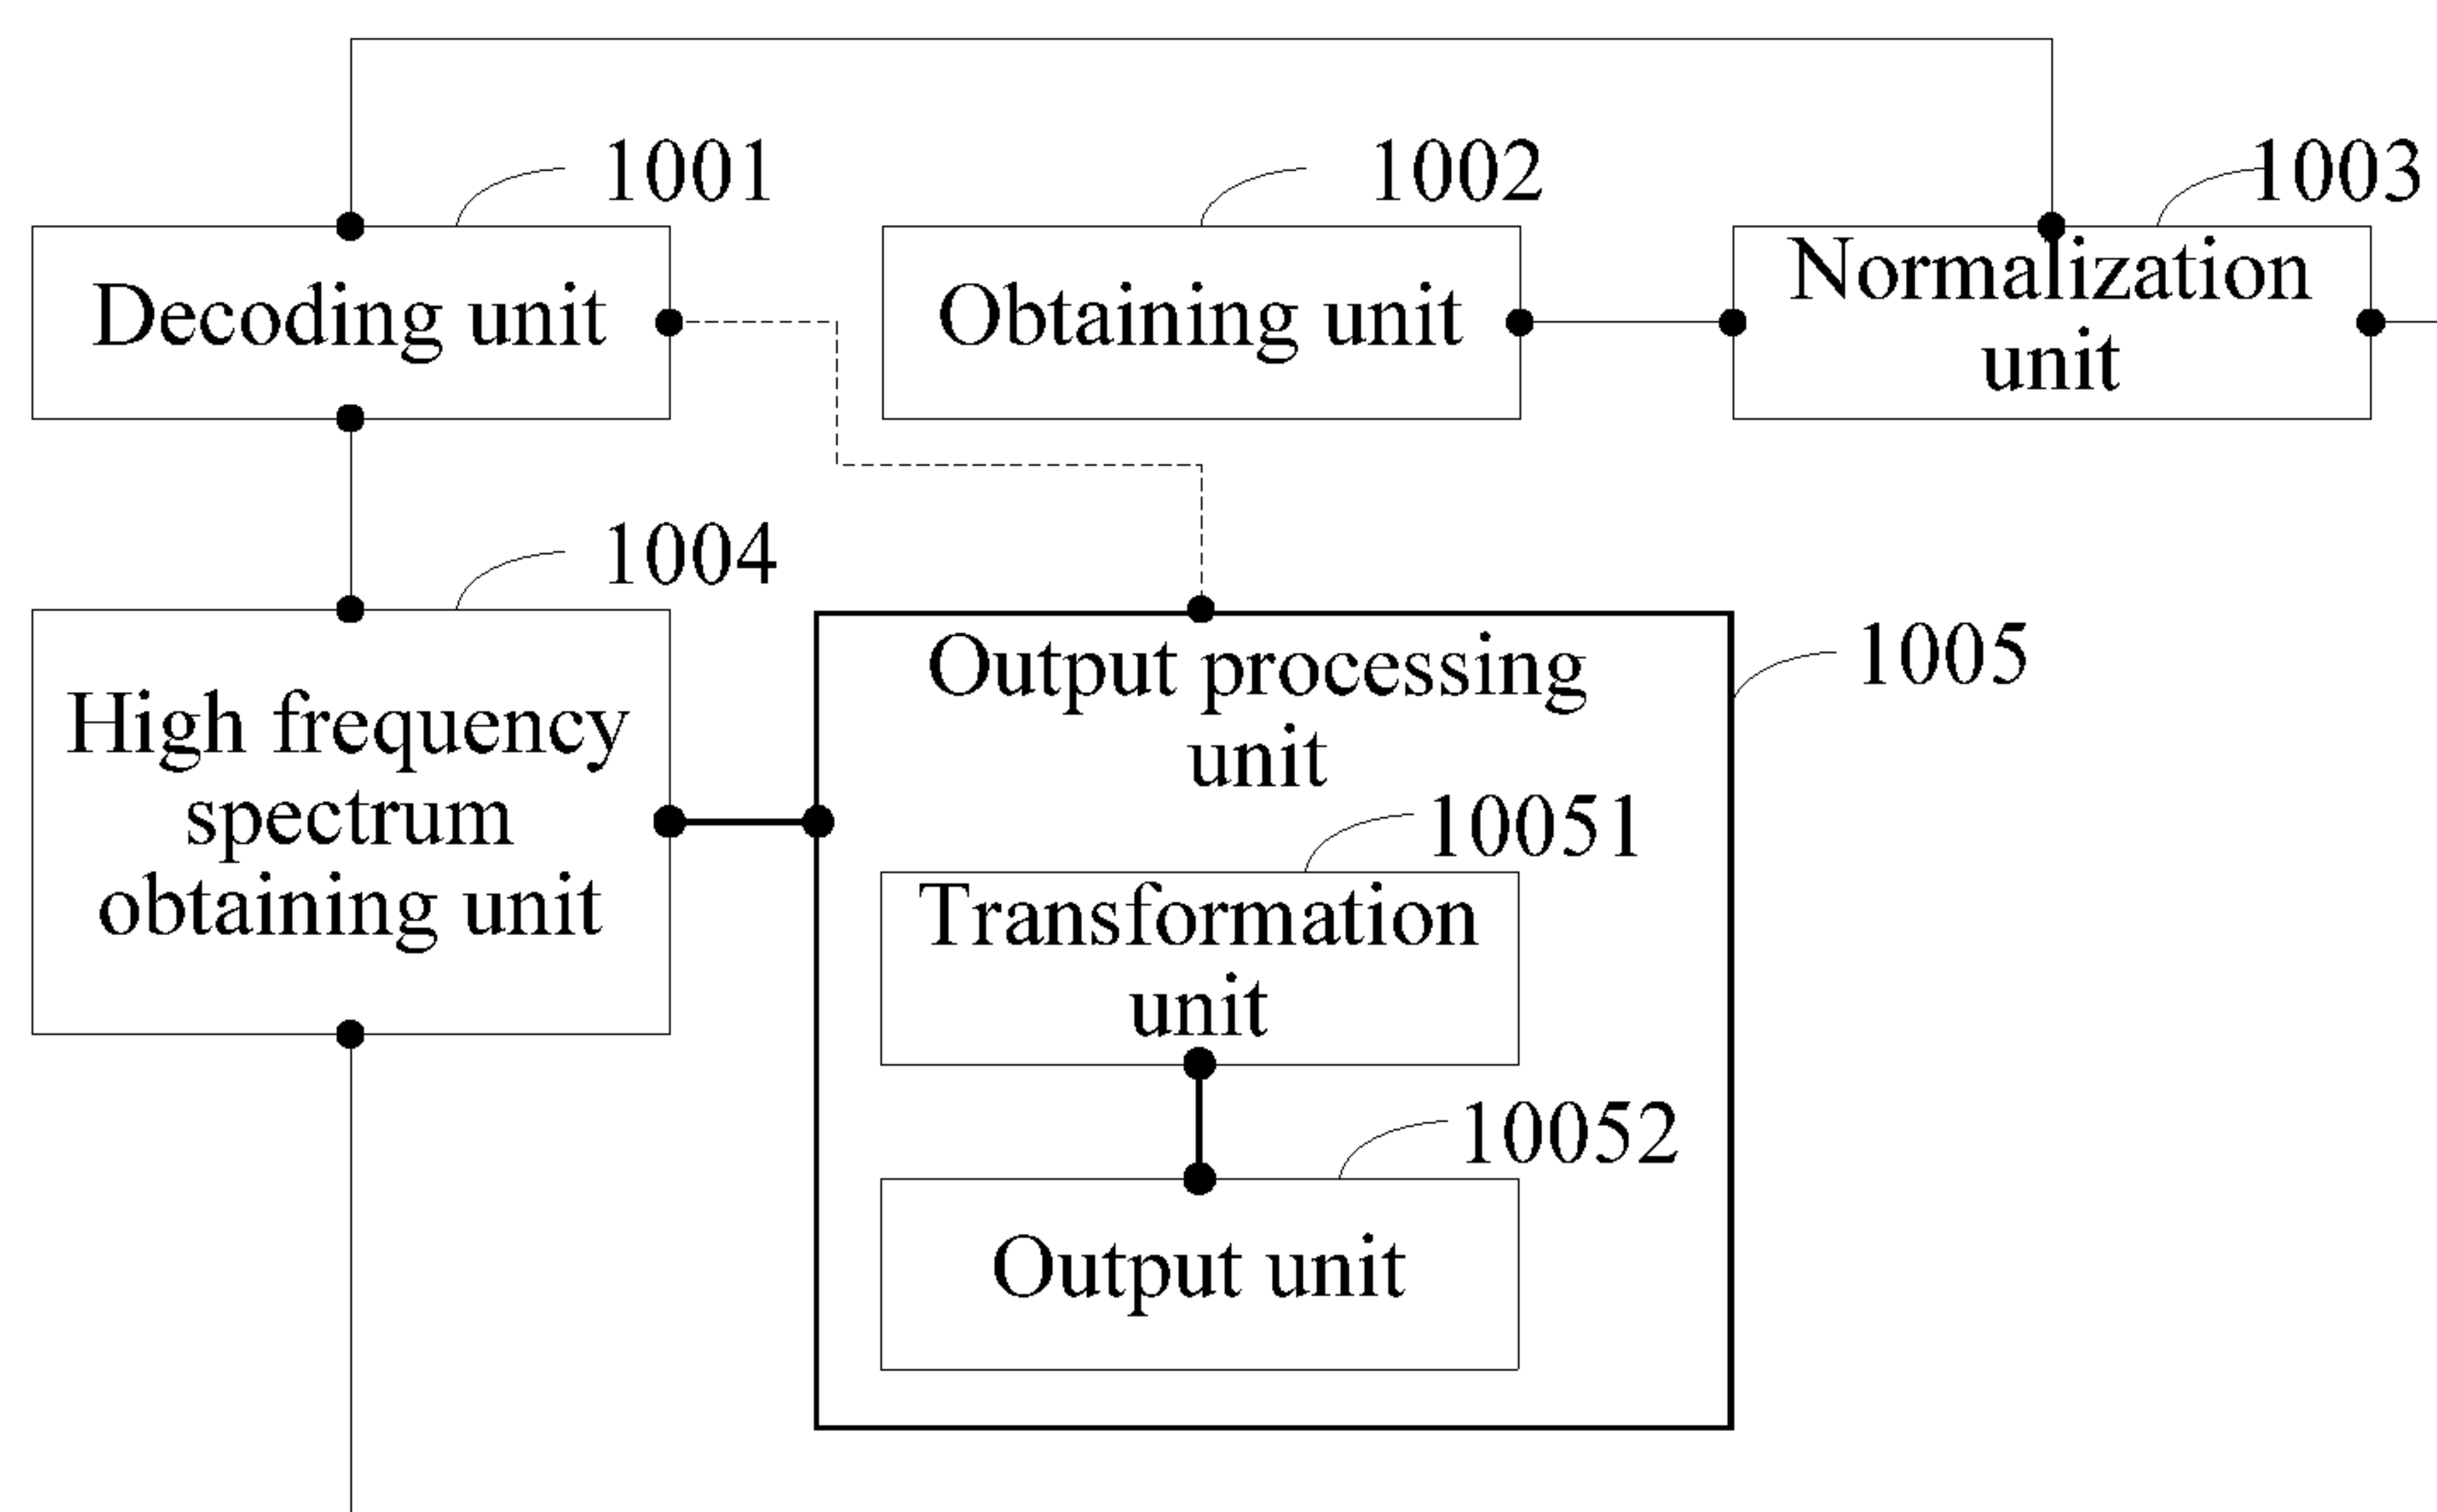 1001
1002
1003
Decoding unit
Obtaining unit
Normalization
unit
1004
1005
High frequency
spectrum
obtaining unit
Output processing
unit
10051
Transformation
unit
10052
Output unit